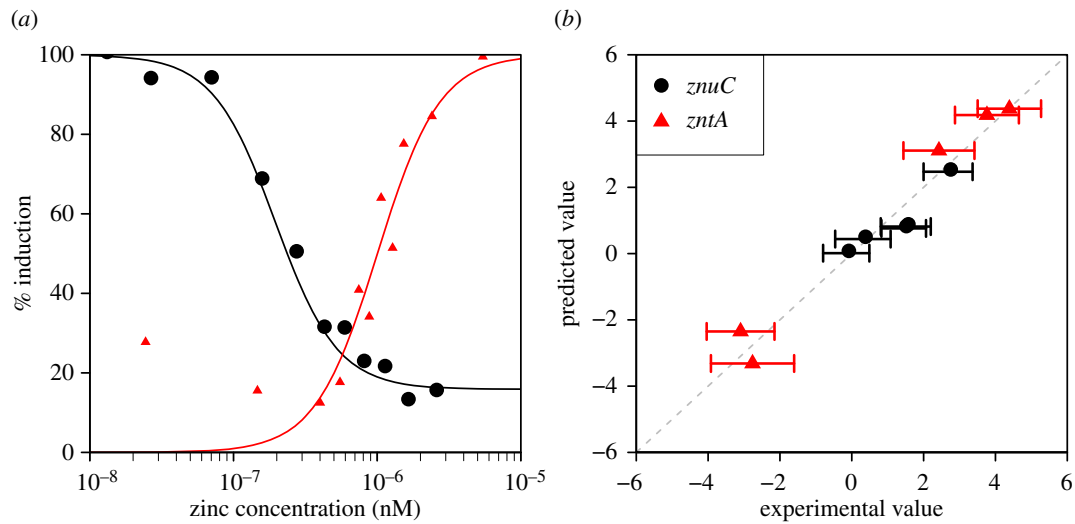 (a)
(b)
% induction
100
80
60
40
20
0
10⁻⁸
10⁻⁷
10⁻⁶
10⁻⁵
zinc concentration (nM)
predicted value
6
4
2
0
−2
−4
−6
znuC
zntA
−6 −4 −2 0 2 4 6
experimental value